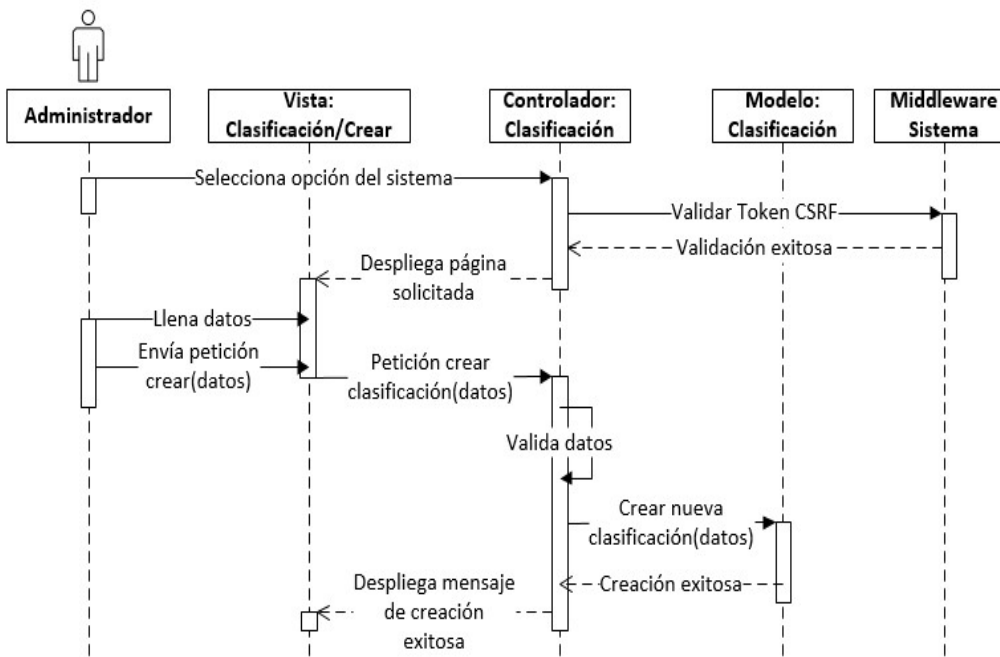 Administrador
Vista:
Clasificación/Crear
Controlador:
Clasificación
Modelo:
Clasificación
Middleware
Sistema
Selecciona opción del sistema
Validar Token CSRF
Validación exitosa
Despliega página
solicitada
Llena datos
Envía petición
crear(datos)
Petición crear
clasificación(datos)
Valida datos
Crear nueva
clasificación(datos)
Creación exitosa
Despliega mensaje
de creación
exitosa